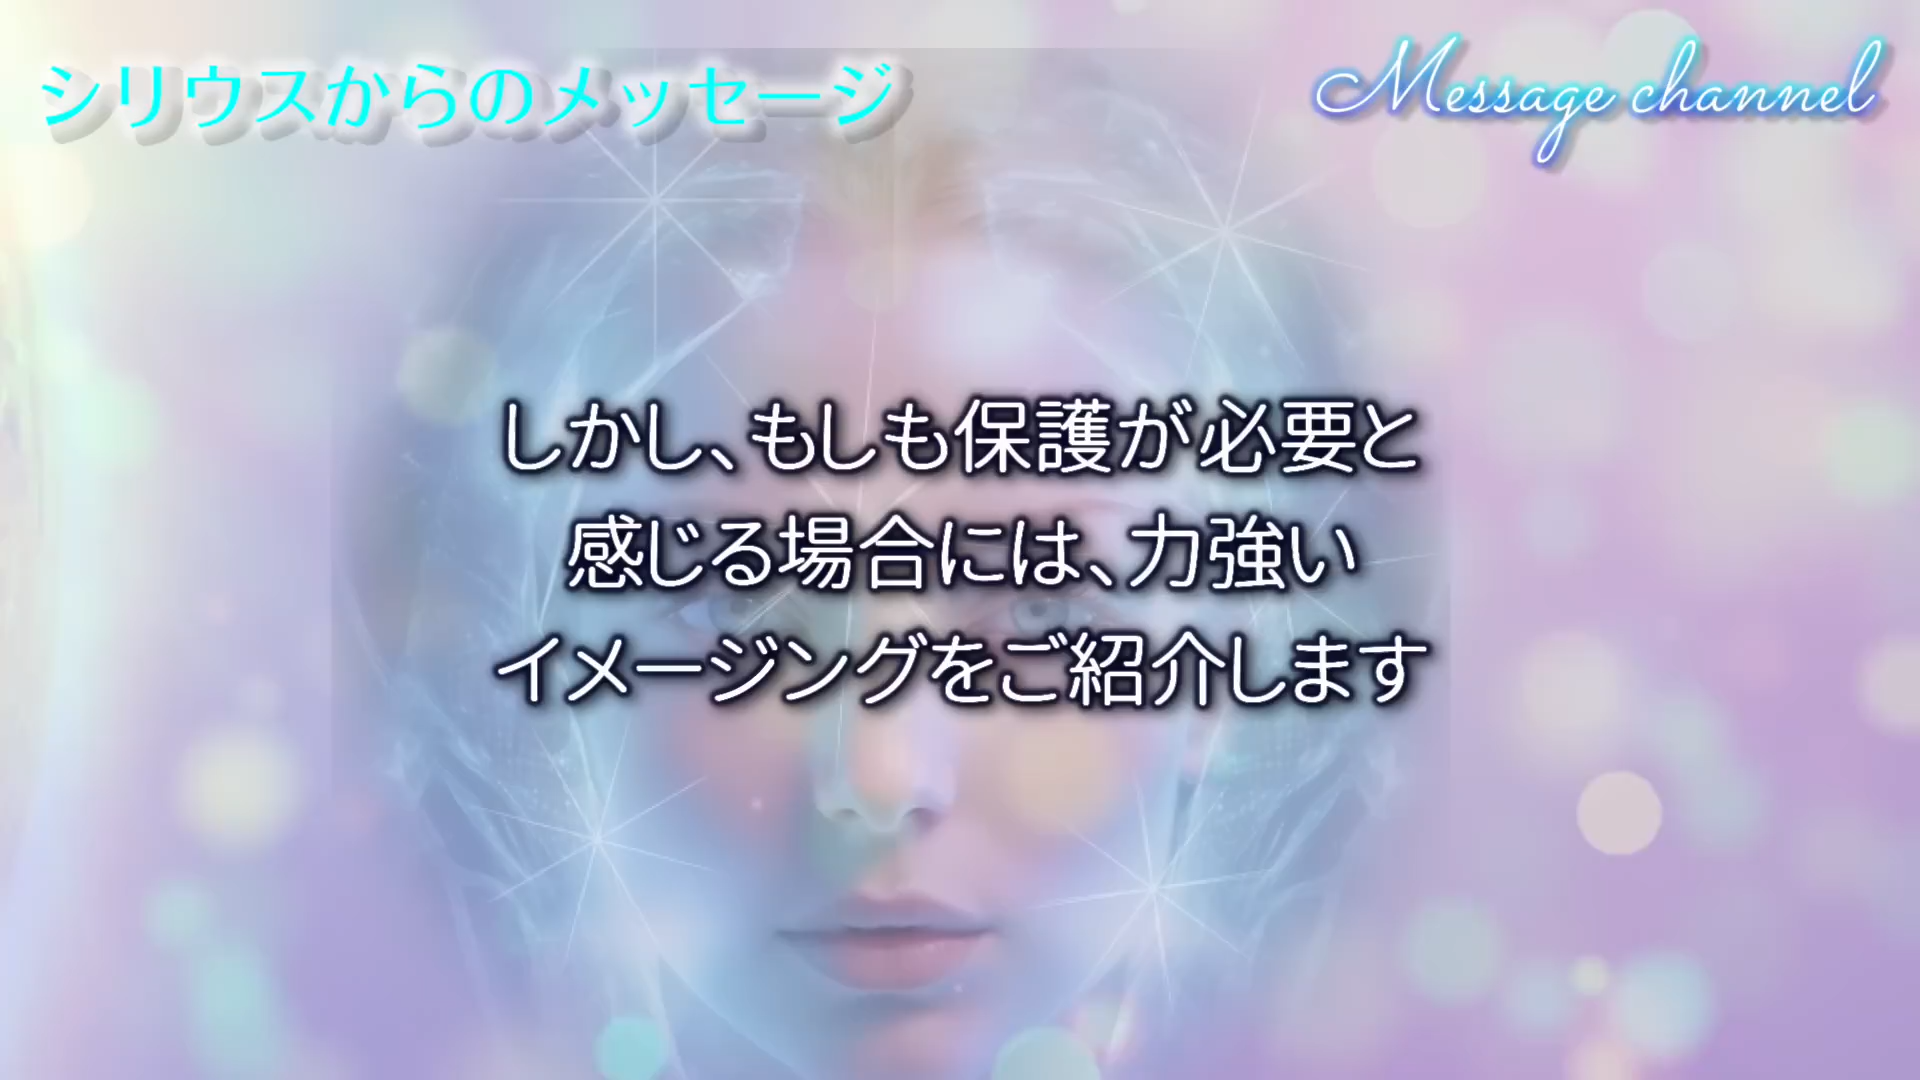 シリウスからのメッセージ
Message channel
しかし、もしも保護が必要と
感じる場合には、力強い
イメージングをご紹介します